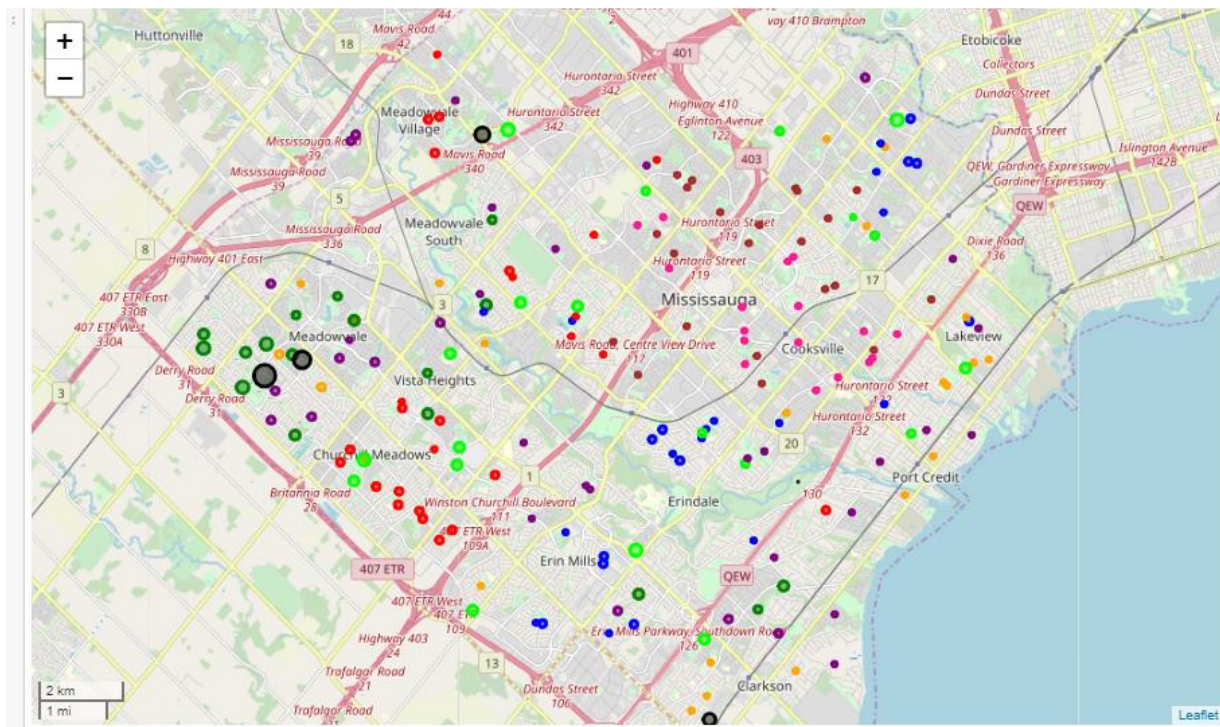 +
−
Huttonville
Mavis Road
42
44
18
401
vay 410 Brampton
Etobicoke
Collectors
Dundas Street
Dundas Street
Hurontario Street
342
Highway 410
Eglinton Avenue
122
Meadowvale
Village
Hurontario Street
342
Mississauga Road
39
Mississauga Road
39
Mavis Road
340
403
Islington Avenue
142B
QEW, Gardiner Expressway
Gardiner Expressway
QEW
5
Mississauga Road
336
Meadowvale
South
Hurontario Street
119
Hurontario Street
119
Dixie Road
136
8
Highway 401 East
407 ETR East
330B
407 ETR West
330A
3
17
Mississauga
Meadowvale
Mavis Road, Centre View Drive
117
Cooksville
Lakeview
Derry Road
31
Derry Road
31
3
Vista Heights
Hurontario Street
132
Hurontario Street
132
20
Churchill Meadows
Britannia Road
28
1
Winston Churchill Boulevard
111
407 ETR West
109A
Erindale
130
Port Credit
Erin Mills
407 ETR
QEW
407 ETR West
407 ETR
109
Erin Mills Parkway, Southdown Road
126
Highway 403
24
Trafalgar Road
21
Trafalgar Road
13
Dundas Street
106
Clarkson
2 km
1 mi
Leaflet